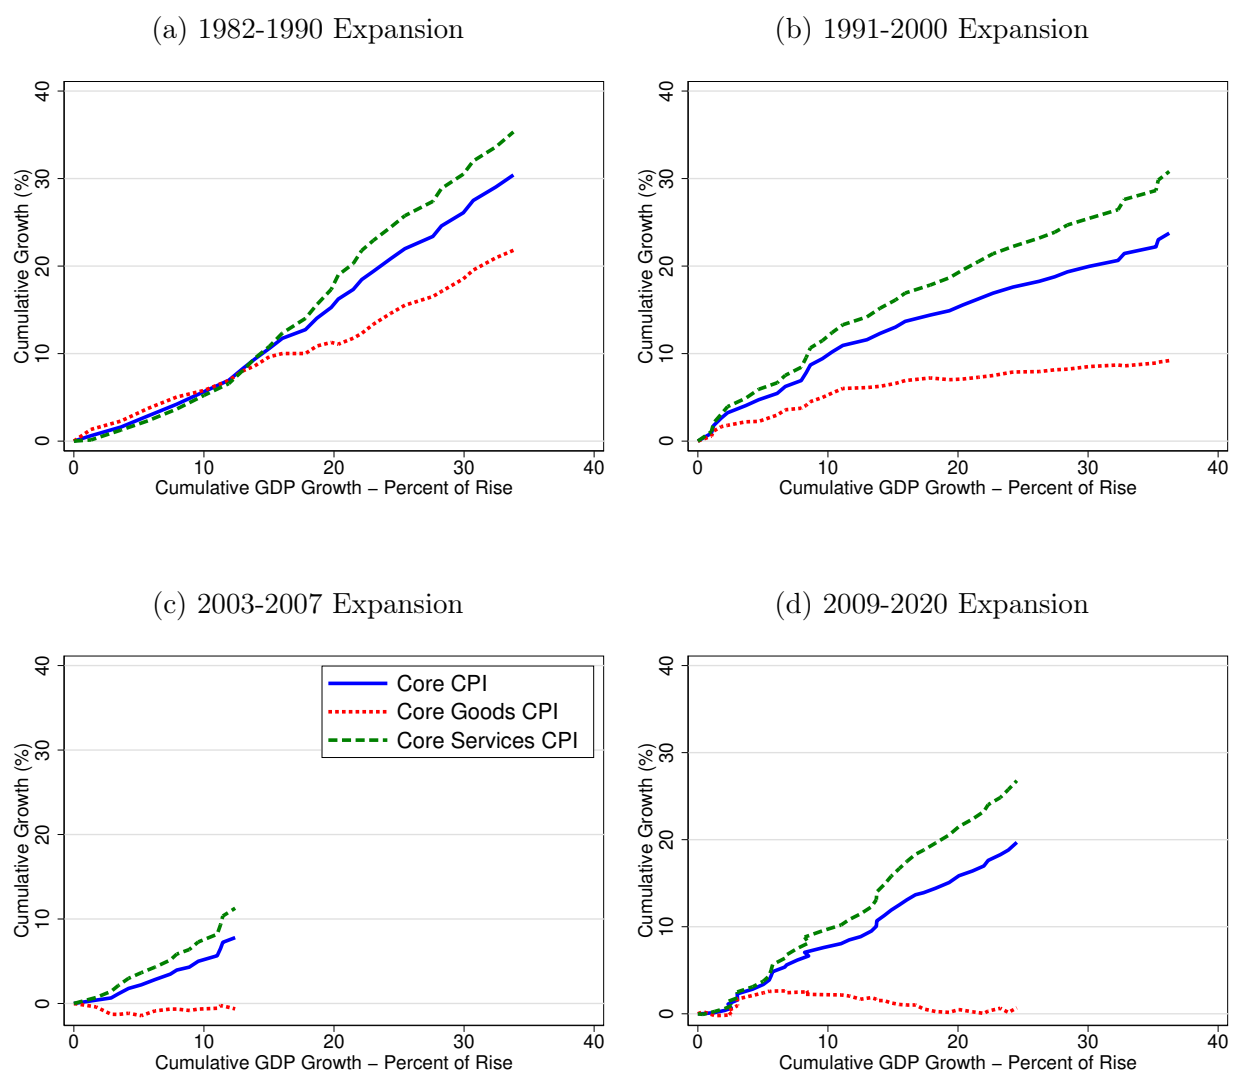 (a) 1982-1990 Expansion
40
30
20
10
0
Cumulative Growth (%)
0 10 20 30 40
Cumulative GDP Growth − Percent of Rise
(b) 1991-2000 Expansion
40
30
20
10
0
Cumulative Growth (%)
0 10 20 30 40
Cumulative GDP Growth − Percent of Rise
(c) 2003-2007 Expansion
40
30
20
10
0
Cumulative Growth (%)
Core CPI
Core Goods CPI
Core Services CPI
0 10 20 30 40
Cumulative GDP Growth − Percent of Rise
(d) 2009-2020 Expansion
40
30
20
10
0
Cumulative Growth (%)
0 10 20 30 40
Cumulative GDP Growth − Percent of Rise